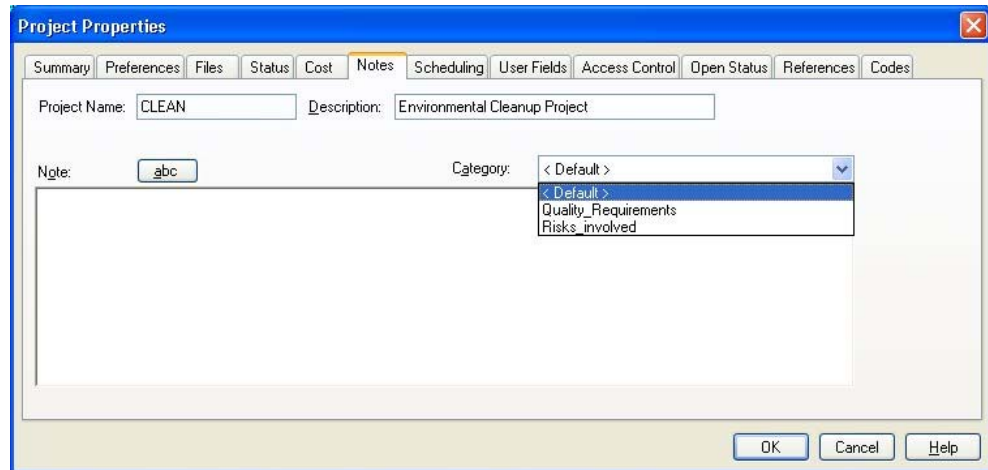 Project Properties
Summary Preferences Files Status Cost Notes Scheduling User Fields Access Control Open Status References Codes
Project Name: CLEAN Description: Environmental Cleanup Project
Note: abc Category: < Default >
< Default >
Quality_Requirements
Risks_involved
OK Cancel Help